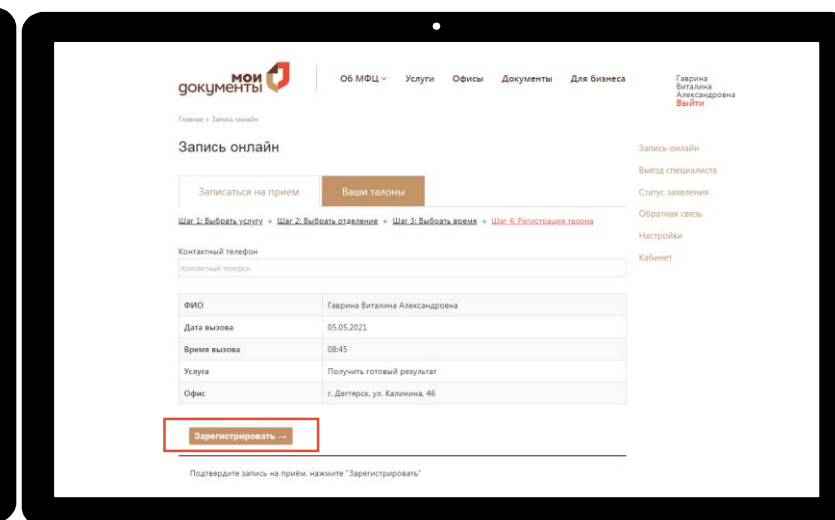 мои
документы
Об МФЦ Услуги Офисы Документы Для бизнеса
Гаврина
Виталина
Александровна
Выйти
Главная » Запись онлайн
Запись онлайн
Записаться на прием Ваши талоны
Шаг 1: Выбрать услугу » Шаг 2: Выбрать отделение » Шаг 3: Выбрать время » Шаг 4: Регистрация талона
Контактный телефон
Контактный телефон
ФИО Гаврина Виталина Александровна
Дата вызова 05.05.2021
Время вызова 08:45
Услуга Получить готовый результат
Офис г. Дегтярск, ул. Калинина, 46
Зарегистрировать →
Подтвердите запись на приём, нажмите "Зарегистрировать"
Запись онлайн
Выезд специалиста
Статус заявления
Обратная связь
Настройки
Кабинет